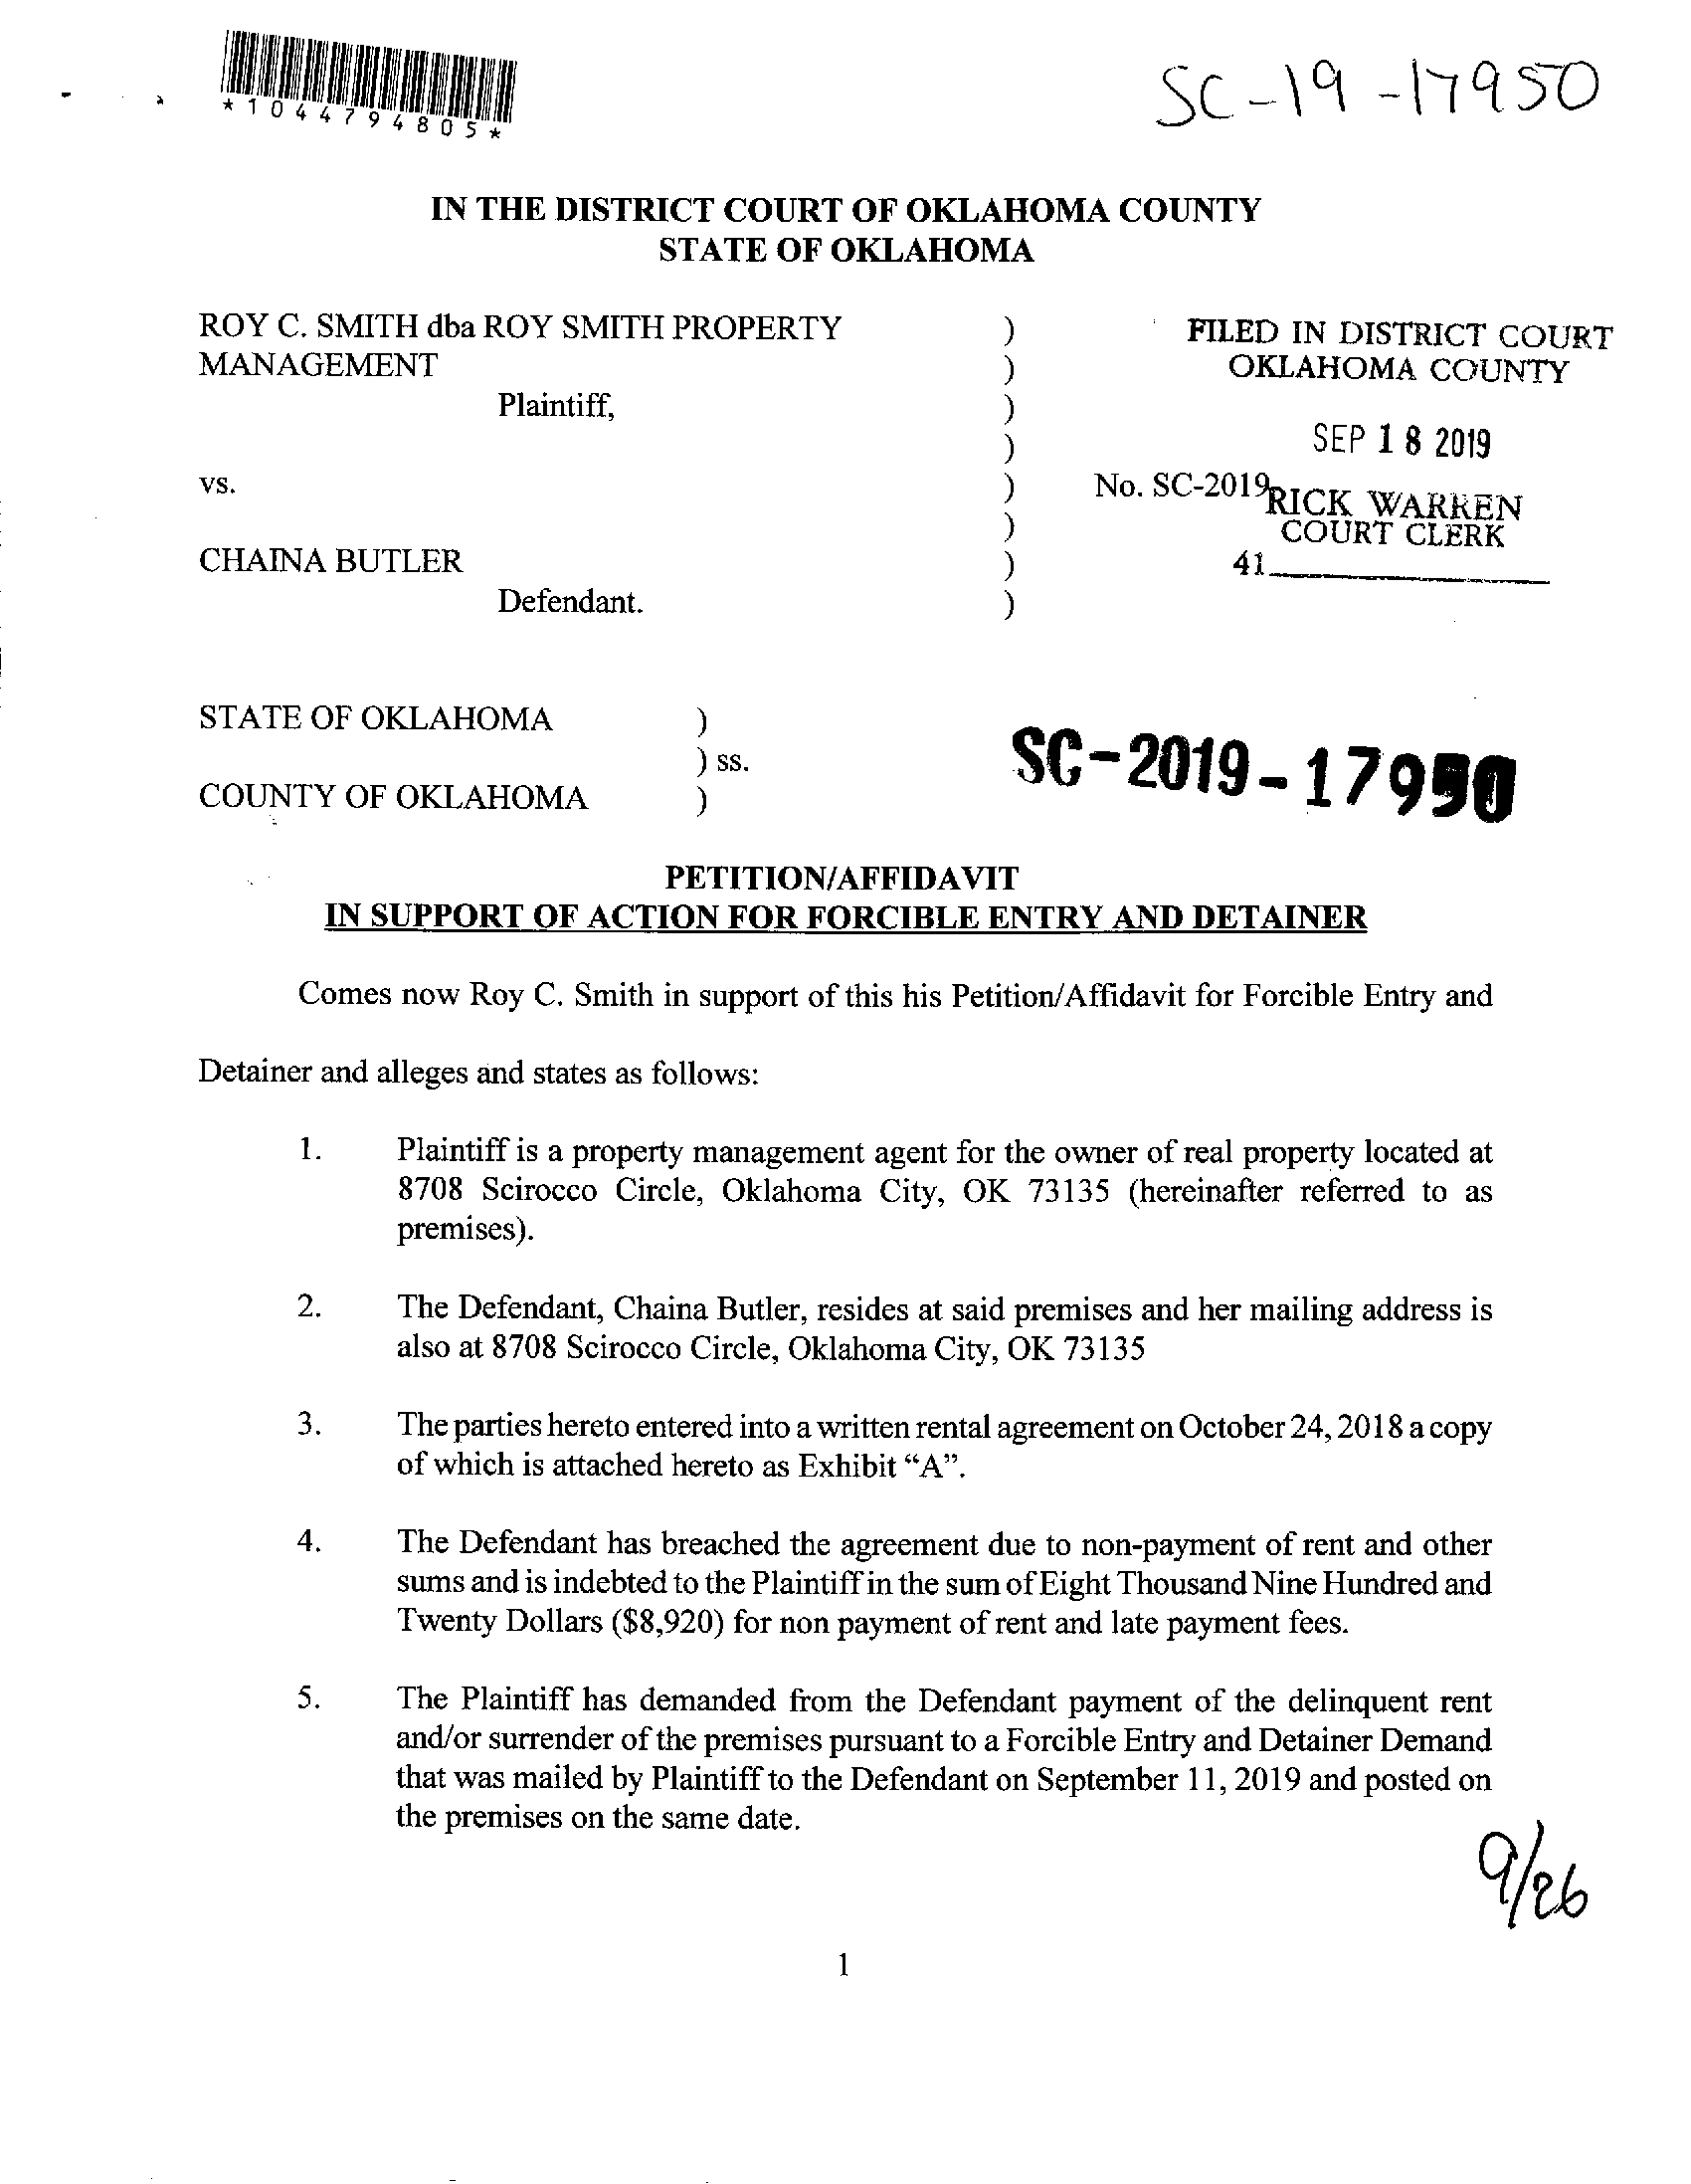 *1044794805*
SC-19-17950
IN THE DISTRICT COURT OF OKLAHOMA COUNTY
STATE OF OKLAHOMA
ROY C. SMITH dba ROY SMITH PROPERTY )
MANAGEMENT )
Plaintiff, )
)
vs. )
)
CHAINA BUTLER )
Defendant. )
FILED IN DISTRICT COURT
OKLAHOMA COUNTY
SEP 18 2019
No. SC-2019
RICK WARREN
COURT CLERK
41
STATE OF OKLAHOMA )
) ss.
COUNTY OF OKLAHOMA )
SC-2019-17950
PETITION/AFFIDAVIT
IN SUPPORT OF ACTION FOR FORCIBLE ENTRY AND DETAINER
Comes now Roy C. Smith in support of this his Petition/Affidavit for Forcible Entry and
Detainer and alleges and states as follows:
1. Plaintiff is a property management agent for the owner of real property located at
8708 Scirocco Circle, Oklahoma City, OK 73135 (hereinafter referred to as
premises).
2. The Defendant, Chaina Butler, resides at said premises and her mailing address is
also at 8708 Scirocco Circle, Oklahoma City, OK 73135
3. The parties hereto entered into a written rental agreement on October 24, 2018 a copy
of which is attached hereto as Exhibit “A”.
4. The Defendant has breached the agreement due to non-payment of rent and other
sums and is indebted to the Plaintiff in the sum of Eight Thousand Nine Hundred and
Twenty Dollars ($8,920) for non payment of rent and late payment fees.
5. The Plaintiff has demanded from the Defendant payment of the delinquent rent
and/or surrender of the premises pursuant to a Forcible Entry and Detainer Demand
that was mailed by Plaintiff to the Defendant on September 11, 2019 and posted on
the premises on the same date.
9/26
1